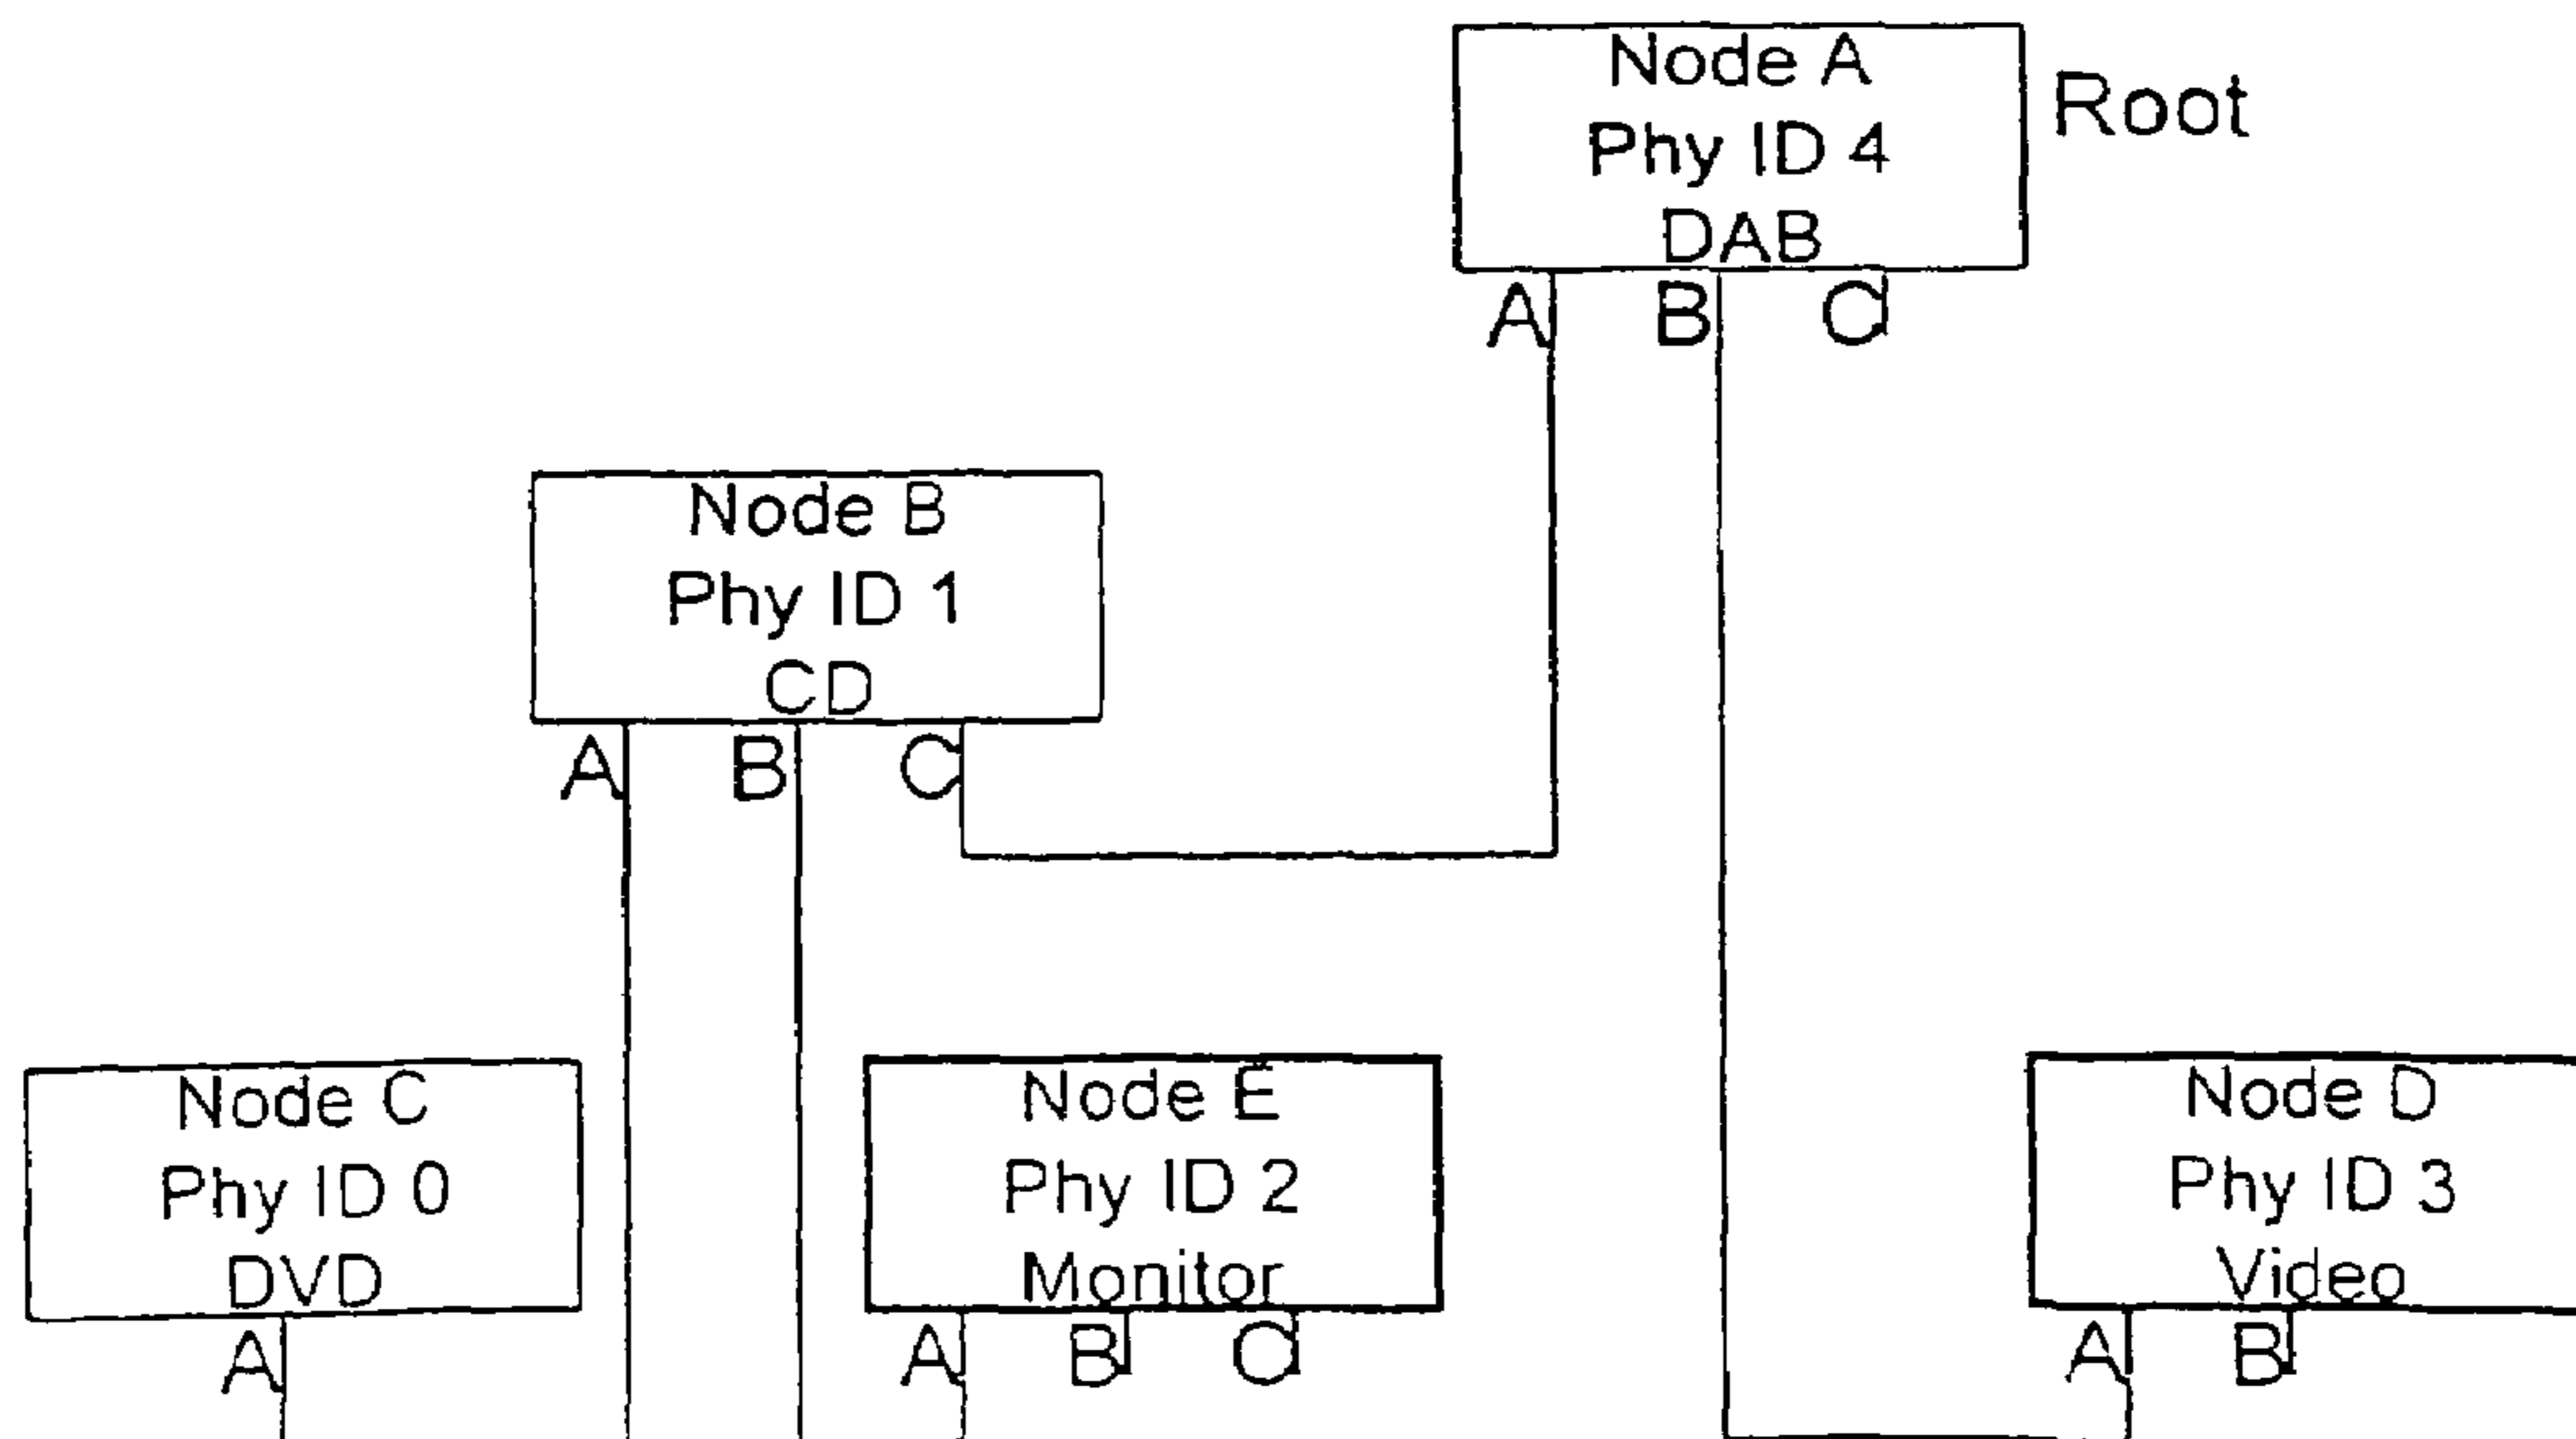 Node A
Phy ID 4
DAB
Root
A B C
Node B
Phy ID 1
CD
A B C
Node C
Phy ID 0
DVD
A
Node E
Phy ID 2
Monitor
A B C
Node D
Phy ID 3
Video
A B